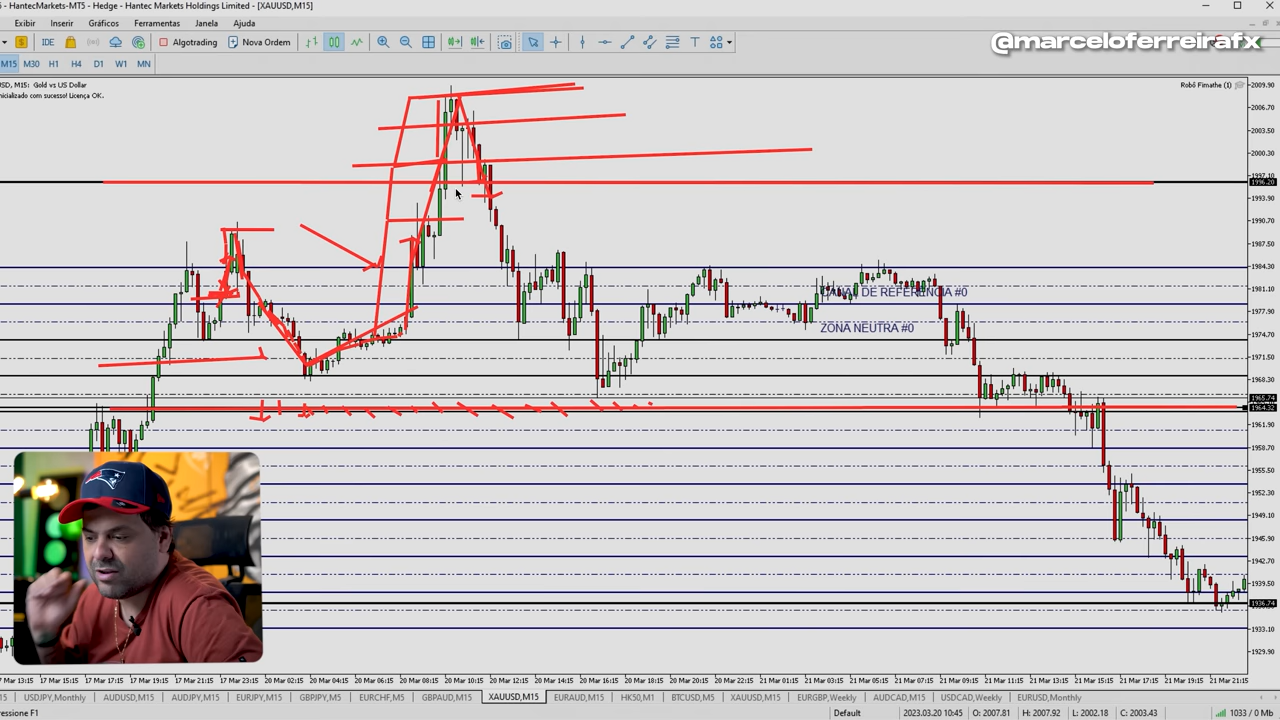 5 - HantecMarkets-MT5 - Hedge - Hantec Markets Holdings Limited - [XAUUSD,M15]
Exibir Inserir Gráficos Ferramentas Janela Ajuda
IDE Algotrading Nova Ordem
@marceloferreirafx
M15 M30 H1 H4 D1 W1 MN
SD, M15: Gold vs US Dollar
nicializado com sucesso! Licença OK.
Robô Fimathe (1)
2009.90
2006.70
2003.50
2000.30
1997.10
1996.20
1993.90
1990.70
1987.50
1984.30
1981.10
1977.90
1974.70
1971.50
1968.30
1965.74
1964.32
1961.90
1958.70
1955.50
1952.30
1949.10
1945.90
1942.70
1939.50
1936.74
1933.10
1929.90
CANAL DE REFERENCIA #0
ZONA NEUTRA #0
17 Mar 13:15 17 Mar 17:15 17 Mar 19:15 17 Mar 21:15 17 Mar 23:15 20 Mar 02:15 20 Mar 04:15 20 Mar 06:15 20 Mar 08:15 20 Mar 10:15 20 Mar 12:15 20 Mar 14:15 20 Mar 16:15 20 Mar 18:15 20 Mar 20:15 20 Mar 22:15 21 Mar 01:15 21 Mar 03:15 21 Mar 05:15 21 Mar 07:15 21 Mar 09:15 21 Mar 11:15 21 Mar 13:15 21 Mar 15:15 21 Mar 17:15 21 Mar 19:15 21 Mar 21:15
15 USDJPY,Monthly AUDUSD,M15 AUDJPY,M15 EURJPY,M15 GBPJPY,M5 EURCHF,M5 GBPAUD,M15 XAUUSD,M15 EURAUD,M15 HK50,M1 BTCUSD,M5 XAUUSD,M15 EURGBP,Weekly AUDCAD,M15 USDCAD,Weekly EURUSD,Monthly
ressione F1 Default 2023.03.20 10:45 O: 2007.81 H: 2007.92 L: 2002.18 C: 2003.43 1033 / 0 Mb